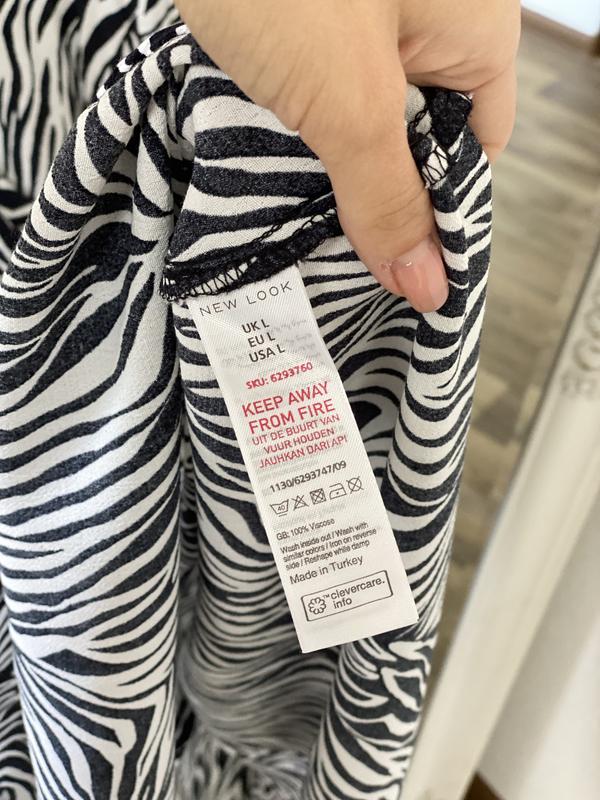 NEW LOOK
UK L
EU L
USA L
SKU: 6293760
KEEP AWAY
FROM FIRE
UIT DE BUURT VAN
VUUR HOUDEN
JAUHKAN DARI API
1130/6293747/09
40
GB: 100% Viscose
Wash inside out / Wash with
similar colors / Iron on reverse
side / Reshape while damp
Made in Turkey
™clevercare.
info